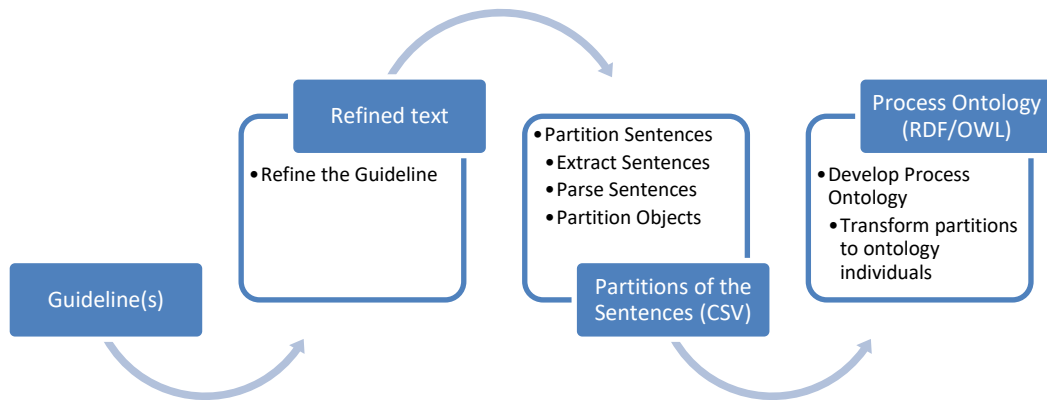 Guideline(s)
Refined text
•Refine the Guideline
•Partition Sentences
•Extract Sentences
•Parse Sentences
•Partition Objects
Partitions of the
Sentences (CSV)
Process Ontology
(RDF/OWL)
•Develop Process
Ontology
•Transform partitions
to ontology
individuals